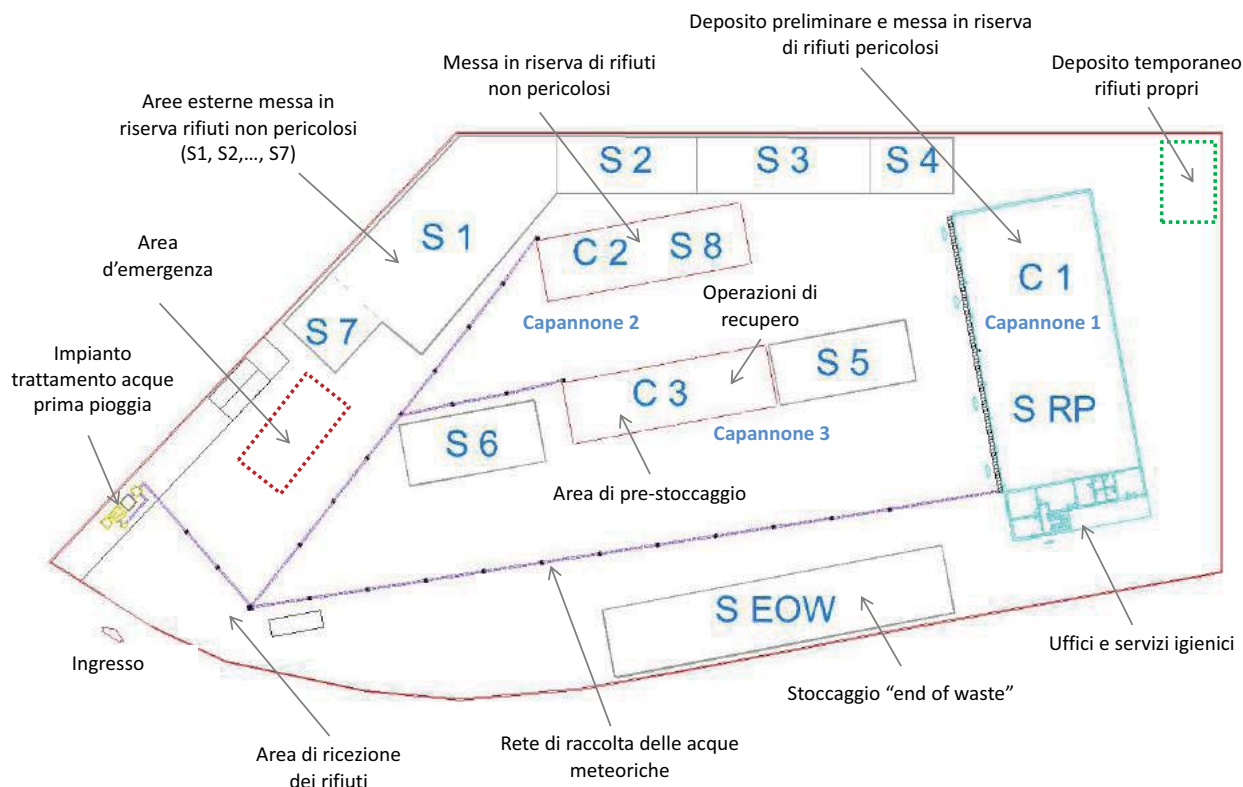 Deposito preliminare e messa in riserva
di rifiuti pericolosi
Messa in riserva di rifiuti
non pericolosi
Deposito temporaneo
rifiuti propri
Aree esterne messa in
riserva rifiuti non pericolosi
(S1, S2,..., S7)
S 2
S 3
S 4
S 1
C 2
S 8
Area
d'emergenza
C 1
Operazioni di
recupero
Capannone 2
Capannone 1
S 7
Impianto
trattamento acque
prima pioggia
S 5
C 3
S RP
Capannone 3
S 6
Area di pre-stoccaggio
S EOW
Uffici e servizi igienici
Ingresso
Stoccaggio "end of waste"
Rete di raccolta delle acque
meteoriche
Area di ricezione
dei rifiuti